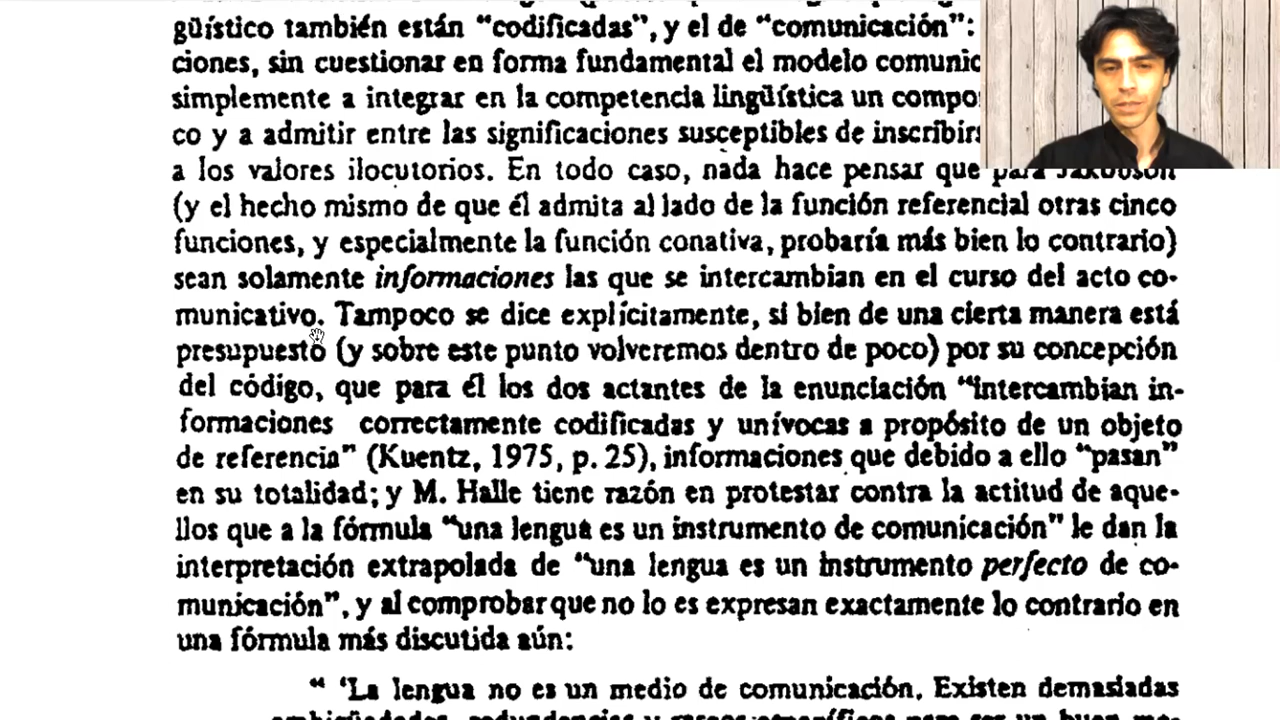 güístico también están “codificadas”, y el de “comunicación”:
ciones, sin cuestionar en forma fundamental el modelo comunic
simplemente a integrar en la competencia lingüística un compo
co y a admitir entre las significaciones susceptibles de inscribirs
a los valores ilocutorios. En todo caso, nada hace pensar que para Jakobson
(y el hecho mismo de que él admita al lado de la función referencial otras cinco
funciones, y especialmente la función conativa, probaría más bien lo contrario)
sean solamente informaciones las que se intercambian en el curso del acto co-
municativo. Tampoco se dice explícitamente, si bien de una cierta manera está
presupuesto (y sobre este punto volveremos dentro de poco) por su concepción
del código, que para él los dos actantes de la enunciación “intercambian in-
formaciones correctamente codificadas y unívocas a propósito de un objeto
de referencia” (Kuentz, 1975, p. 25), informaciones que debido a ello “pasan”
en su totalidad; y M. Halle tiene razón en protestar contra la actitud de aque-
llos que a la fórmula “una lengua es un instrumento de comunicación” le dan la
interpretación extrapolada de “una lengua es un instrumento perfecto de co-
municación”, y al comprobar que no lo es expresan exactamente lo contrario en
una fórmula más discutida aún:
“ ‘La lengua no es un medio de comunicación. Existen demasiadas